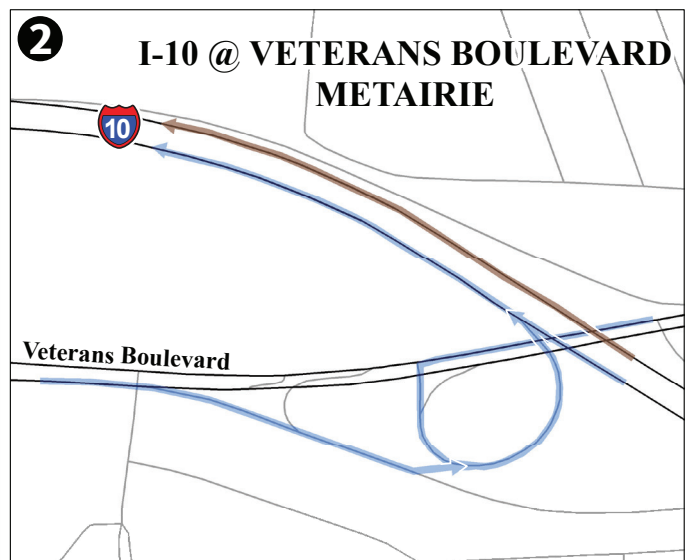 2
I-10 @ VETERANS BOULEVARD
METAIRIE
10
Veterans Boulevard